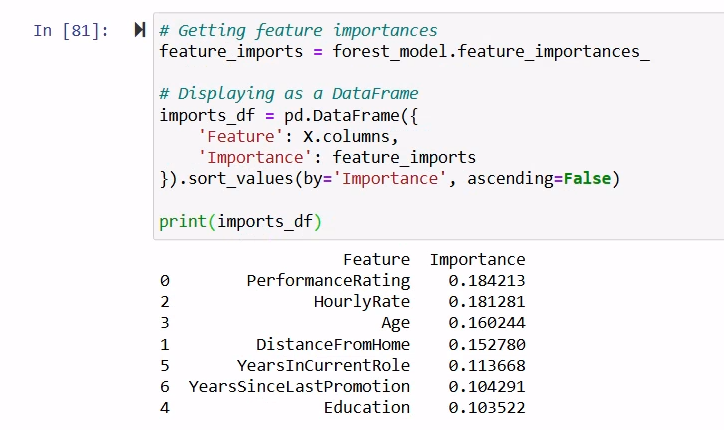 In [81]:
# Getting feature importances
feature_imports = forest_model.feature_importances_
# Displaying as a DataFrame
imports_df = pd.DataFrame({
'Feature': X.columns,
'Importance': feature_imports
}).sort_values(by='Importance', ascending=False)
print(imports_df)
Feature Importance
0 PerformanceRating 0.184213
2 HourlyRate 0.181281
3 Age 0.160244
1 DistanceFromHome 0.152780
5 YearsInCurrentRole 0.113668
6 YearsSinceLastPromotion 0.104291
4 Education 0.103522